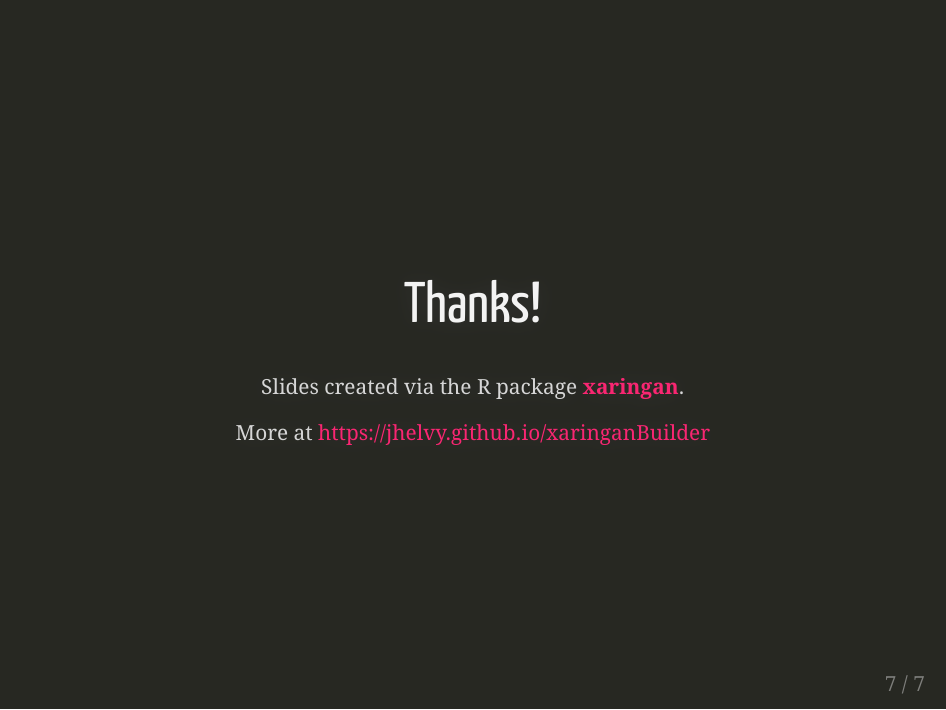 Thanks!
Slides created via the R package xaringan.
More at https://jhelvy.github.io/xaringanBuilder
7 / 7